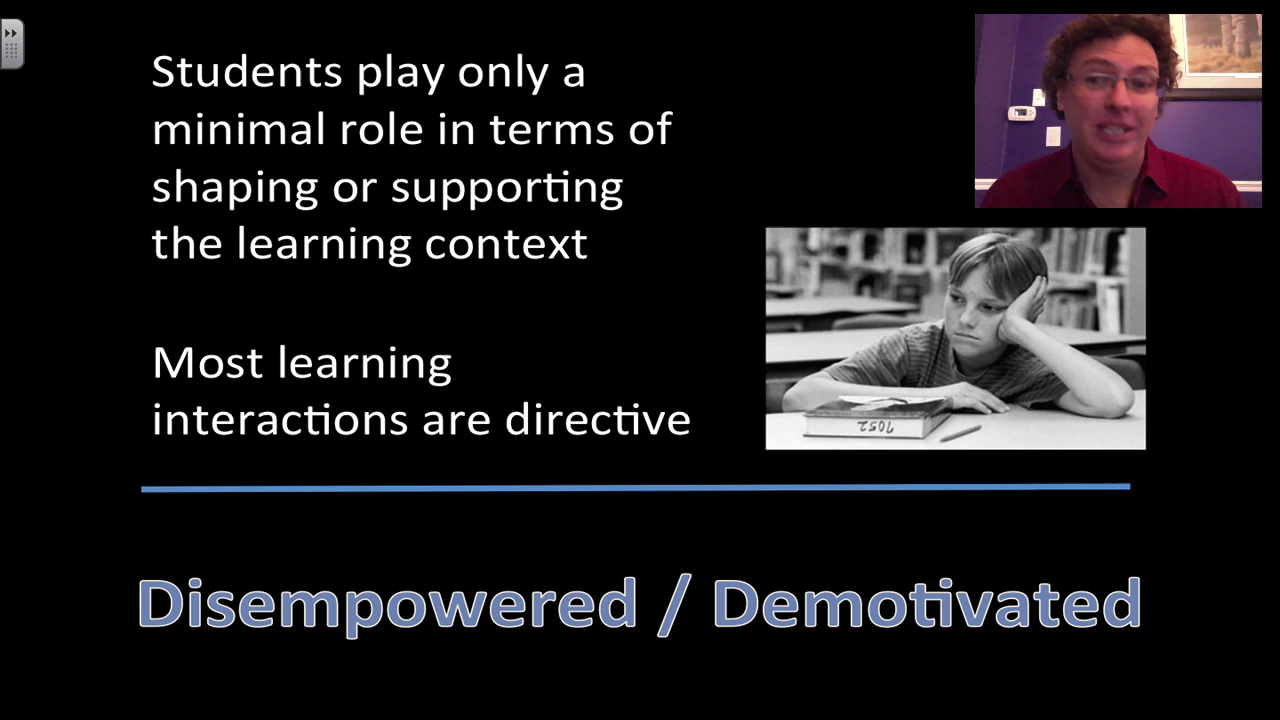 Students play only a
minimal role in terms of
shaping or supporting
the learning context
Most learning
interactions are directive
Disempowered / Demotivated